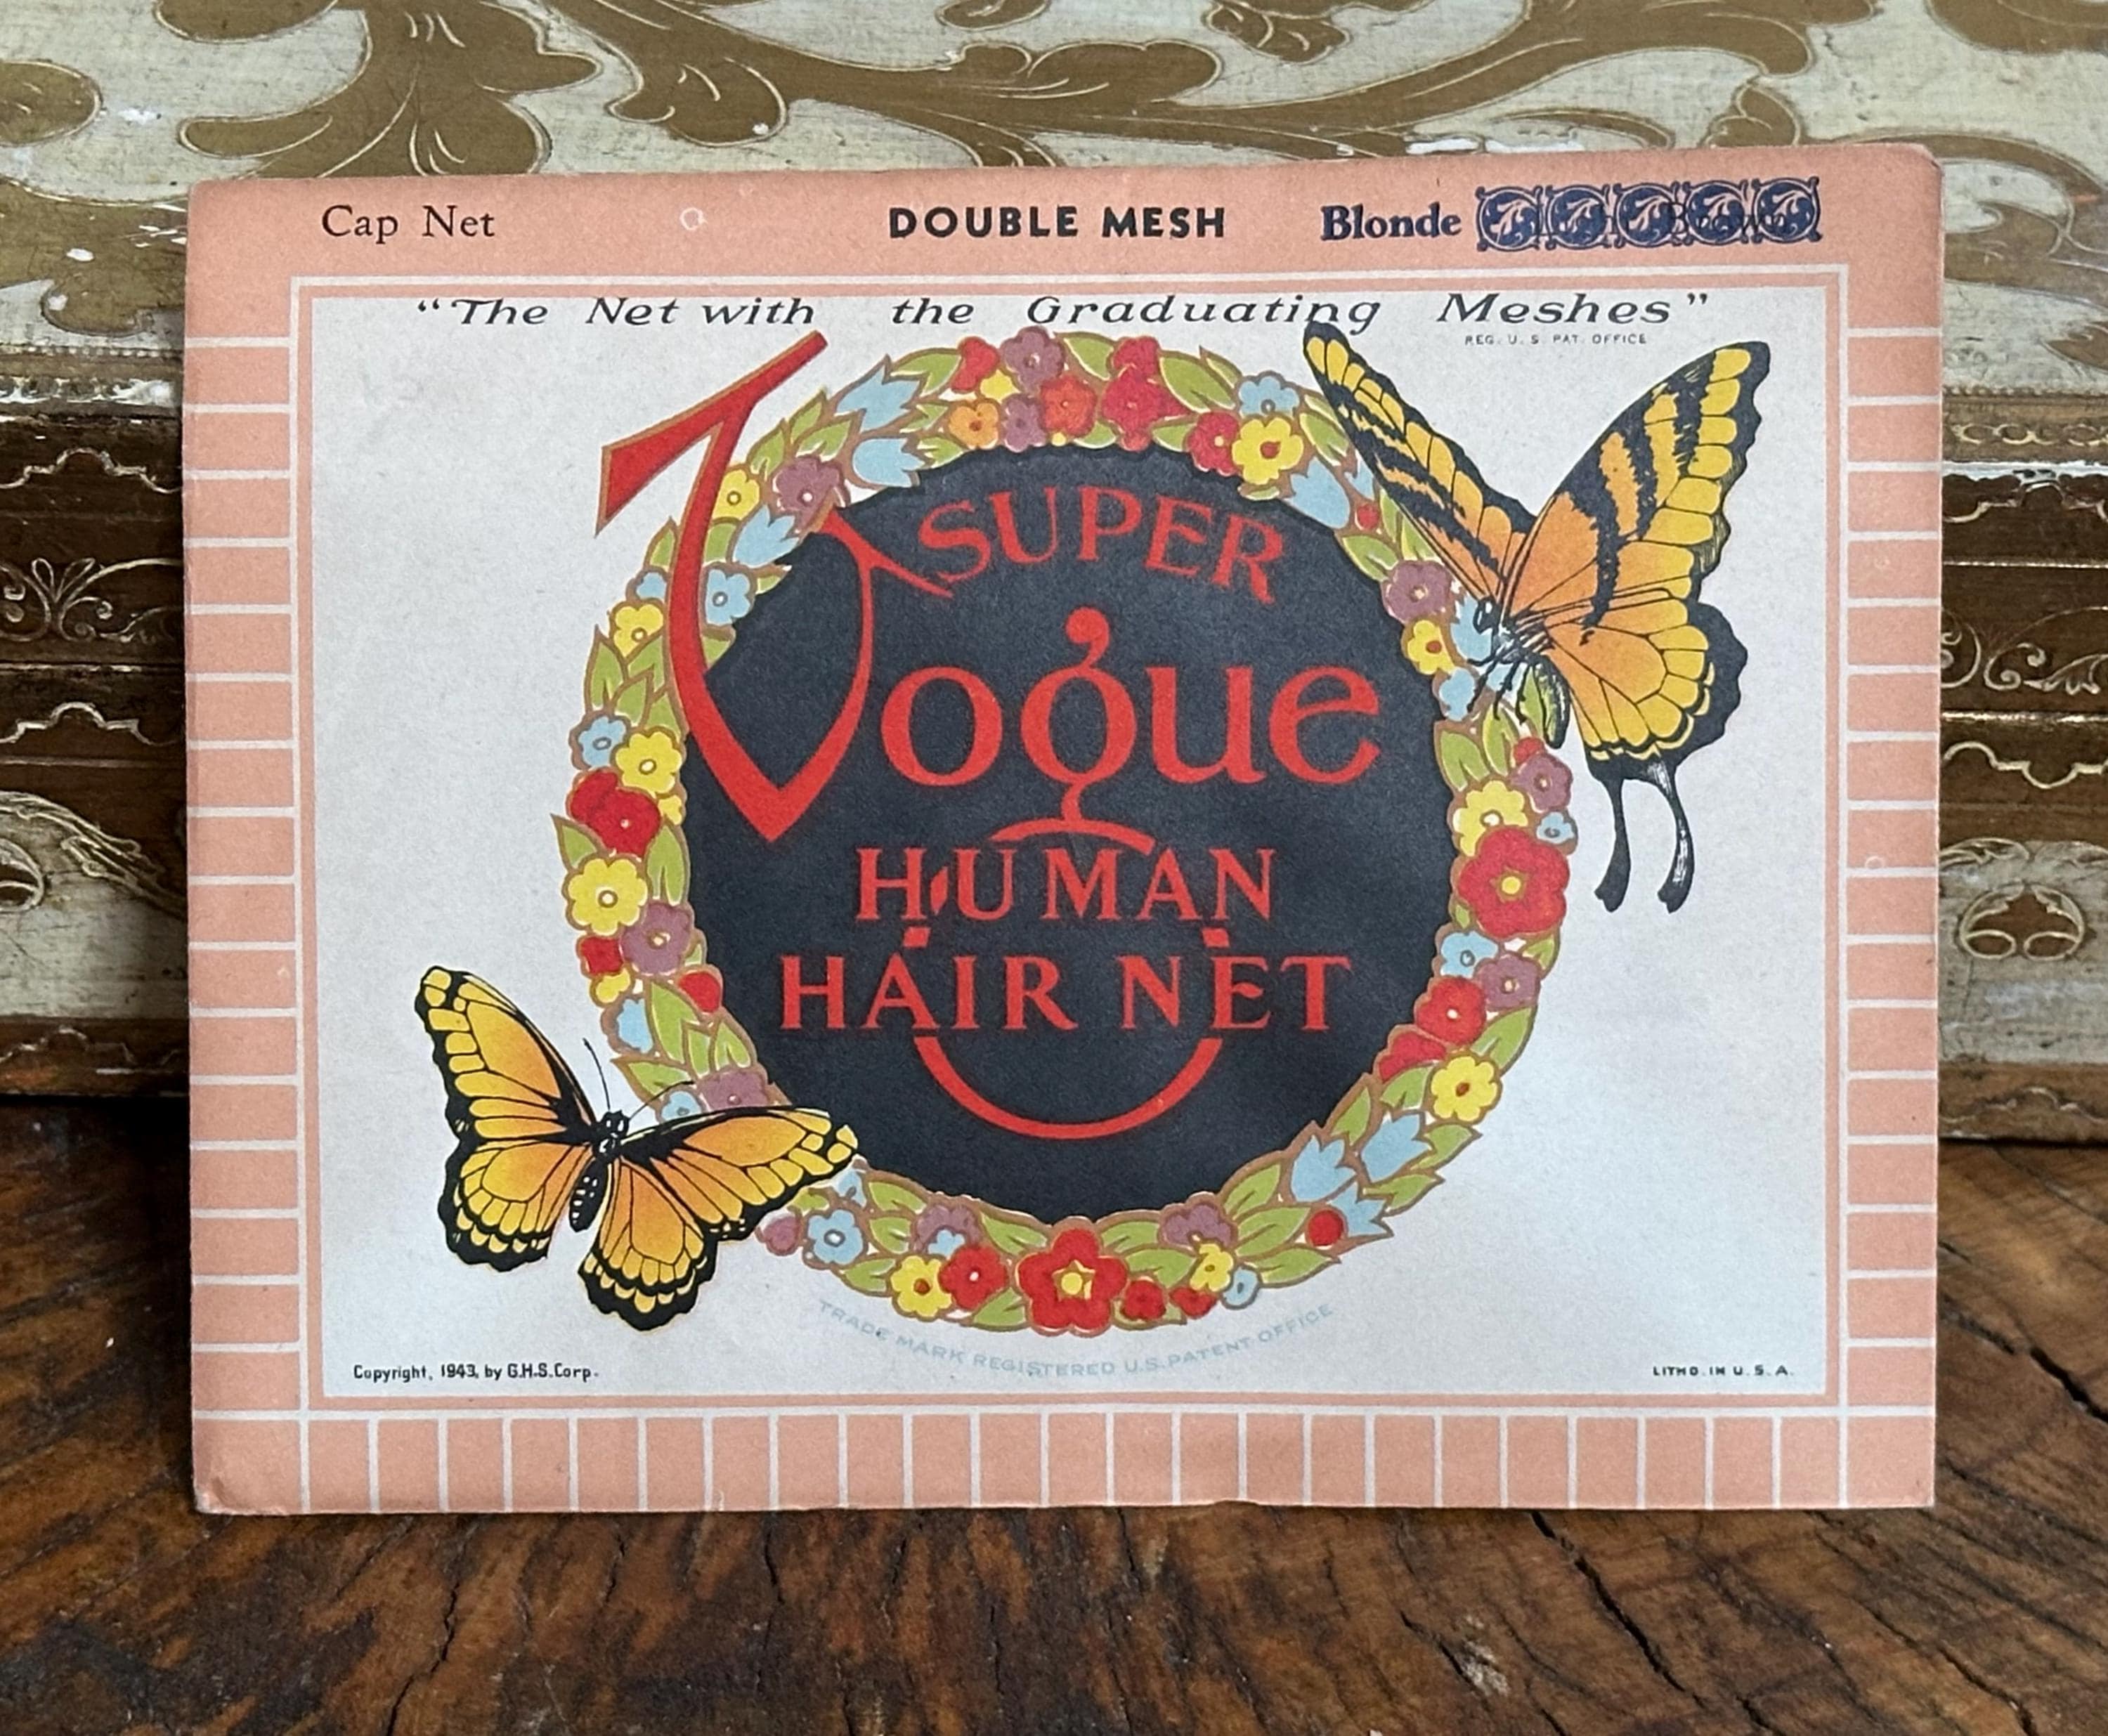 Cap Net DOUBLE MESH Blonde
"The Net with the Graduating Meshes"
REG. U. S. PAT. OFFICE
SUPER
Vogue
HUMAN
HAIR NET
TRADE MARK REGISTERED U.S. PATENT OFFICE
Copyright, 1943, by G.H.S.Corp.
LITHO. IN U. S. A.